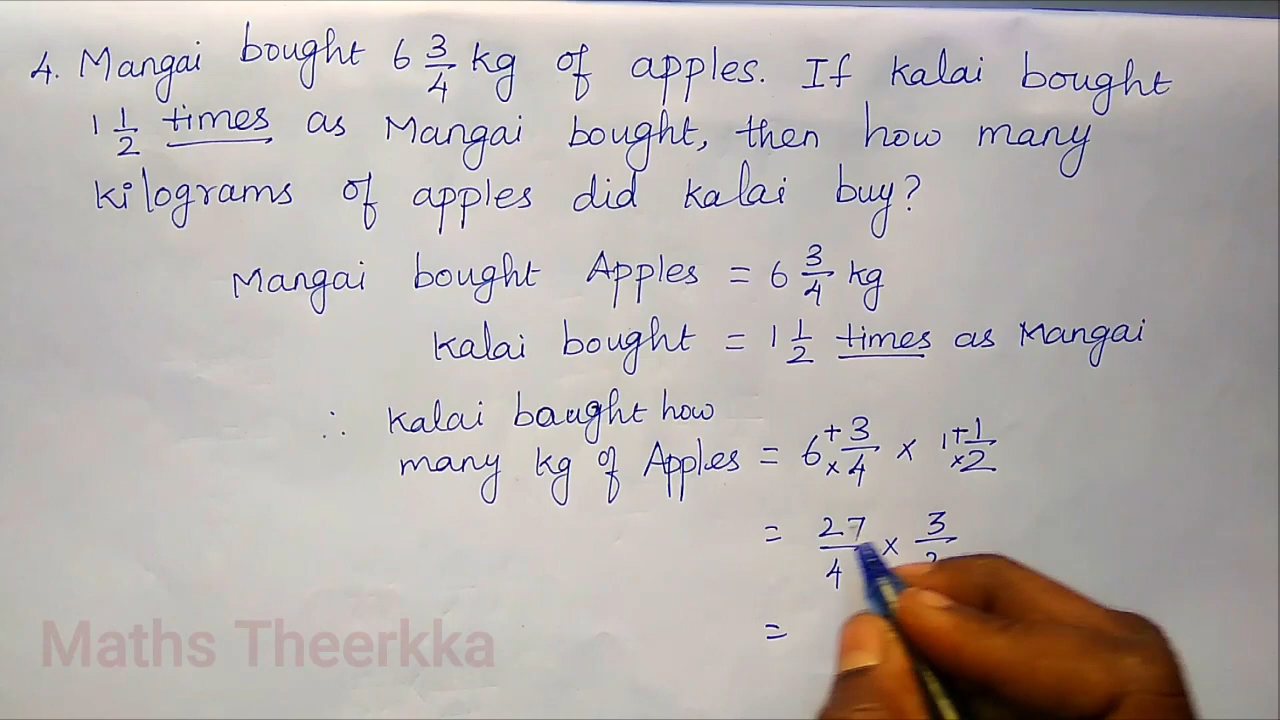 4. Mangai bought 6 3/4 kg of apples. If Kalai bought
1 1/2 times as Mangai bought, then how many
kilograms of apples did Kalai buy?
Mangai bought Apples = 6 3/4 kg
Kalai bought = 1 1/2 times as Mangai
∴ Kalai baught how
many kg of Apples = 6 + 3/× 4 × 1 + 1/× 2
= 27/4 × 3/2
=
Maths Theerkka